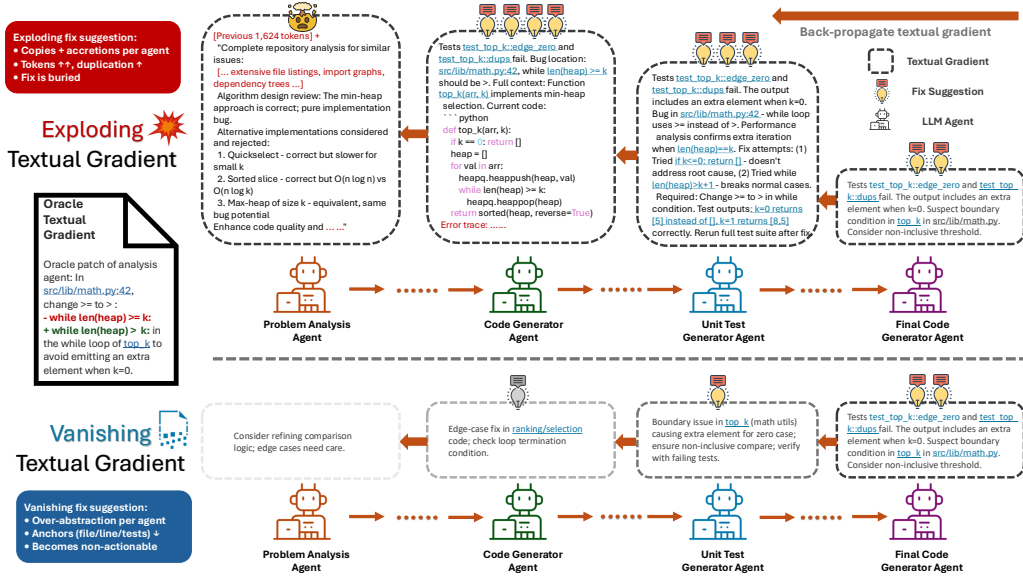 Exploding fix suggestion:
• Copies + accretions per agent
• Tokens ↑↑, duplication ↑
• Fix is buried
Exploding
Textual Gradient
Oracle
Textual
Gradient
Oracle patch of analysis
agent: In
src/lib/math.py:42,
change >= to > :
- while len(heap) >= k:
+ while len(heap) > k: in
the while loop of top_k to
avoid emitting an extra
element when k=0.
[Previous 1,624 tokens] +
"Complete repository analysis for similar
issues:
[... extensive file listings, import graphs,
dependency trees ...]
Algorithm design review: The min-heap
approach is correct; pure implementation
bug.
Alternative implementations considered
and rejected:
1. Quickselect - correct but slower for
small k
2. Sorted slice - correct but O(n log n) vs
O(n log k)
3. Max-heap of size k - equivalent, same
bug potential
Enhance code quality and ... ..."
Tests test_top_k::edge_zero and
test_top_k::dups fail. Bug location:
src/lib/math.py:42, while len(heap) >= k
should be >. Full context: Function
top_k(arr, k) implements min-heap
selection. Current code:
```python
def top_k(arr, k):
if k == 0: return []
heap = []
for val in arr:
heapq.heappush(heap, val)
while len(heap) >= k:
heapq.heappop(heap)
return sorted(heap, reverse=True)
Error trace: ......
Tests test_top_k::edge_zero and
test_top_k::dups fail. The output
includes an extra element when k=0.
Bug in src/lib/math.py:42 - while loop
uses >= instead of >. Performance
analysis confirms extra iteration
when len(heap)==k. Fix attempts: (1)
Tried if k<=0: return [] - doesn't
address root cause, (2) Tried while
len(heap)>k+1 - breaks normal cases.
Required: Change >= to > in while
condition. Test outputs: k=0 returns
[5] instead of [], k=1 returns [8,5]
correctly. Rerun full test suite after fix
Back-propagate textual gradient
Textual Gradient
Fix Suggestion
LLM Agent
Tests test_top_k::edge_zero and test_top_
k::dups fail. The output includes an extra
element when k=0. Suspect boundary
condition in top_k in src/lib/math.py.
Consider non-inclusive threshold.
Problem Analysis
Agent
Code Generator
Agent
Unit Test
Generator Agent
Final Code
Generator Agent
Vanishing
Textual Gradient
Vanishing fix suggestion:
• Over-abstraction per agent
• Anchors (file/line/tests) ↓
• Becomes non-actionable
Consider refining comparison
logic; edge cases need care.
Edge-case fix in ranking/selection
code; check loop termination
condition.
Boundary issue in top_k (math utils)
causing extra element for zero case;
ensure non-inclusive compare; verify
with failing tests.
Tests test_top_k::edge_zero and test_top_
k::dups fail. The output includes an extra
element when k=0. Suspect boundary
condition in top_k in src/lib/math.py.
Consider non-inclusive threshold.
Problem Analysis
Agent
Code Generator
Agent
Unit Test
Generator Agent
Final Code
Generator Agent